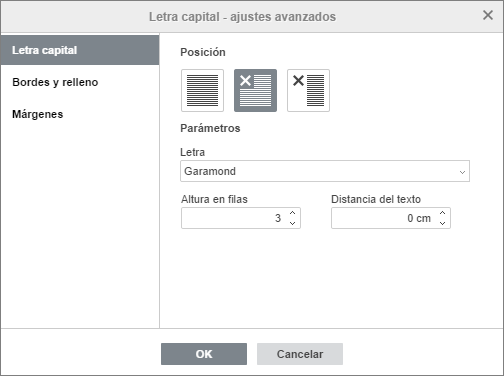 Letra capital - ajustes avanzados
Letra capital
Bordes y relleno
Márgenes
Posición
Parámetros
Letra
Garamond
Altura en filas
Distancia del texto
3
0 cm
OK
Cancelar